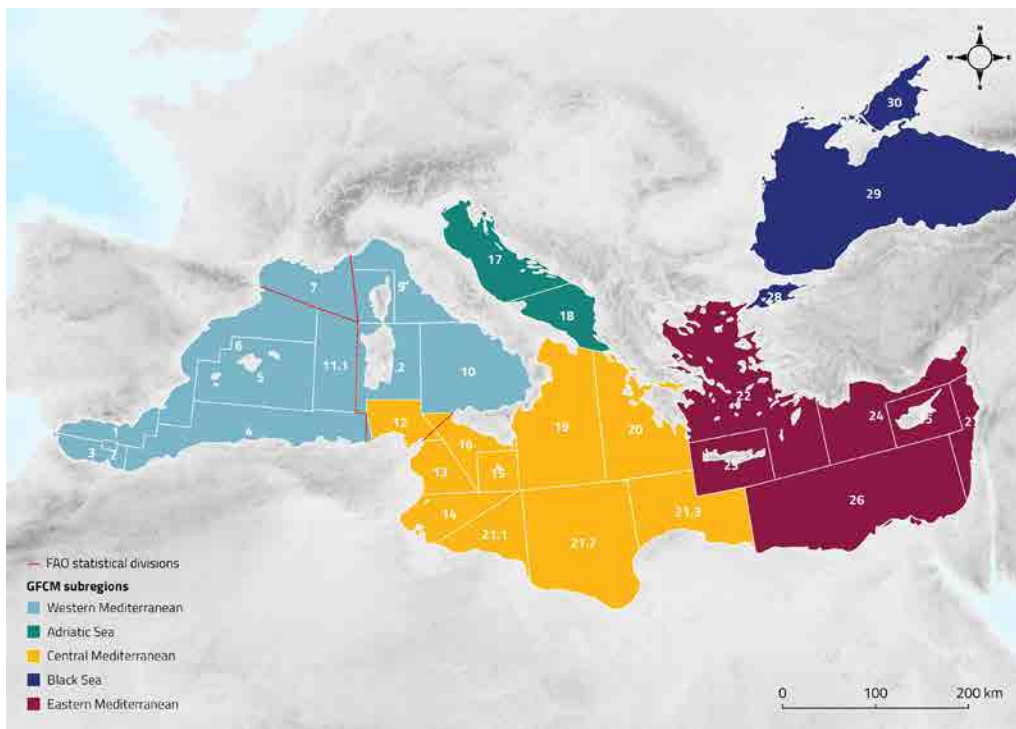 N
W E
S
30
29
28
17
18
7
9
6
5
11.1
.2
10
1
2
3
4
12
16
13
15
14
21.1
19
20
21.2
21.3
22
23
24
25
26
27
— FAO statistical divisions
GFCM subregions
Western Mediterranean
Adriatic Sea
Central Mediterranean
Black Sea
Eastern Mediterranean
0 100 200 km